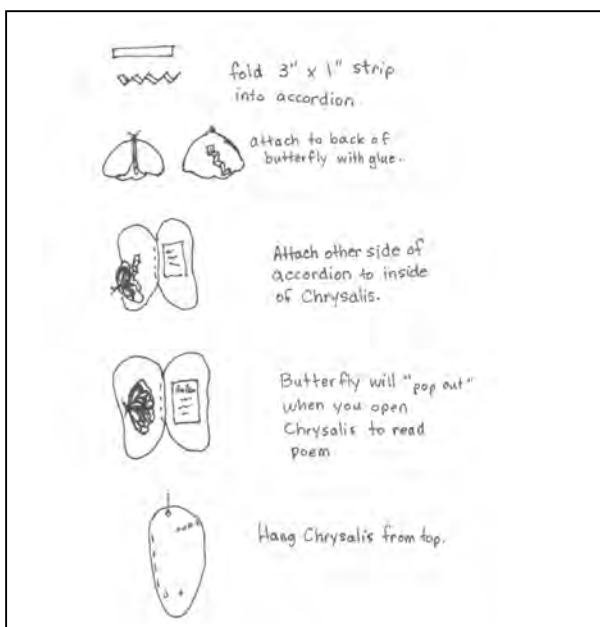 fold 3" x 1" strip
into accordion
attach to back of
butterfly with glue.
Attach other side of
accordion to inside
of Chrysalis.
Butterfly will "pop out"
when you open
Chrysalis to read
poem
Hang Chrysalis from top.